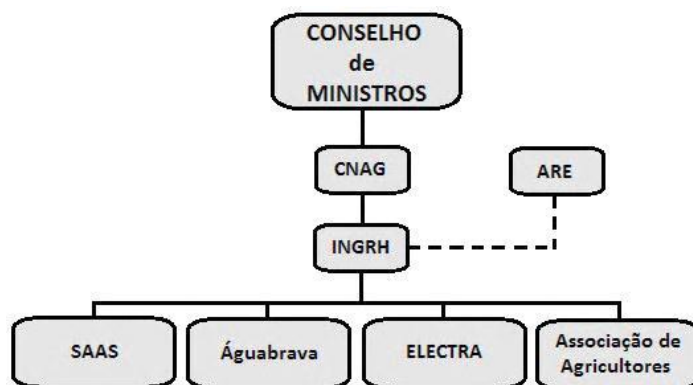 CONSELHO
de
MINISTROS
CNAG
ARE
INGRH
SAAS
Águabrava
ELECTRA
Associação de
Agricultores